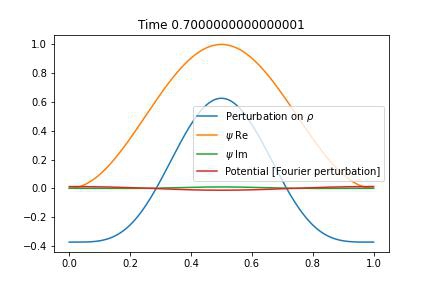 Time 0.7000000000000001
1.0
0.8
0.6
0.4
0.2
0.0
−0.2
−0.4
Perturbation on ρ
ψ Re
ψ Im
Potential [Fourier perturbation]
0.0 0.2 0.4 0.6 0.8 1.0